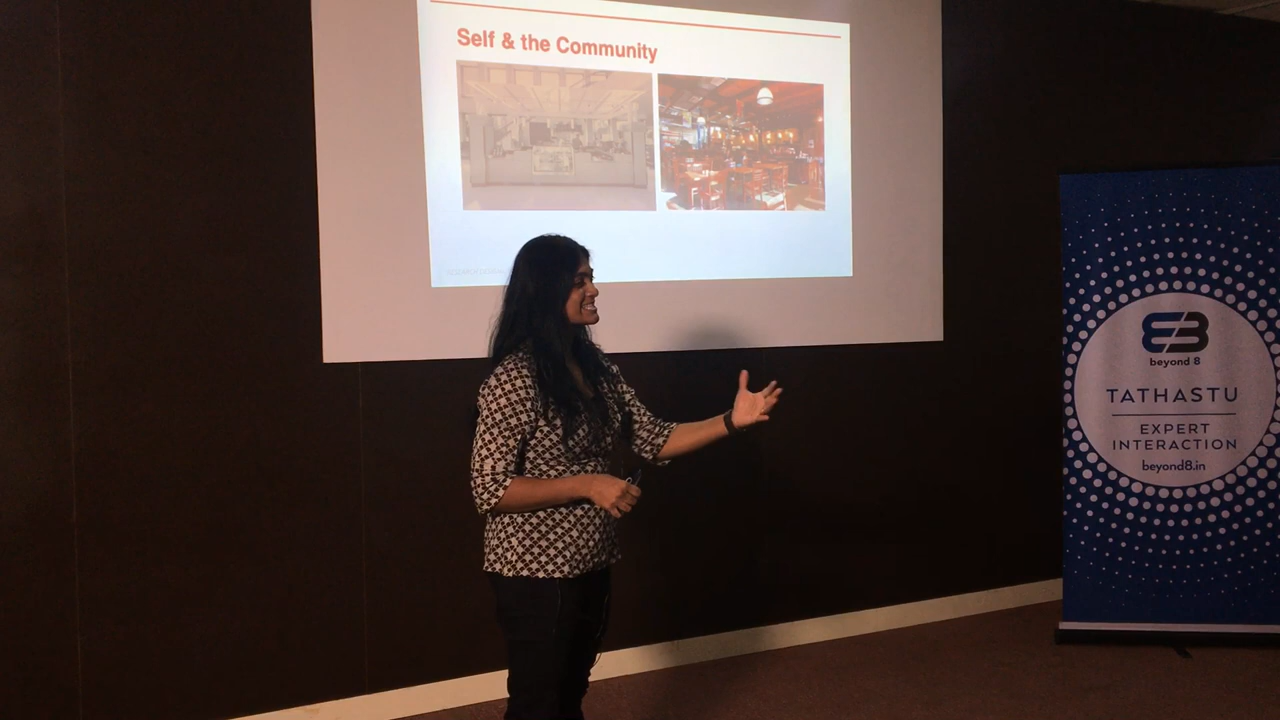 Self & the Community
beyond 8
TATHASTU
EXPERT
INTERACTION
beyond8.in